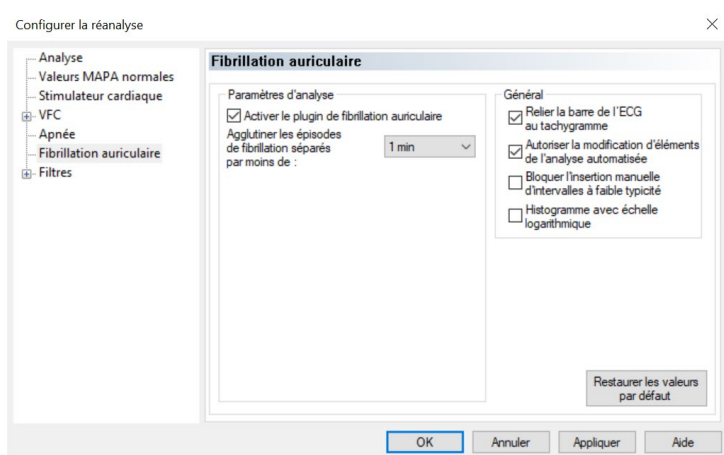 Configurer la réanalyse
Analyse
Valeurs MAPA normales
Stimulateur cardiaque
VFC
Apnée
Fibrillation auriculaire
Filtres
Fibrillation auriculaire
Paramètres d'analyse
Activer le plugin de fibrillation auriculaire
Agglutiner les épisodes
de fibrillation séparés
par moins de :
1 min
Général
Relier la barre de l'ECG
au tachygramme
Autoriser la modification d'éléments
de l'analyse automatisée
Bloquer l'insertion manuelle
d'intervalles à faible typicité
Histogramme avec échelle
logarithmique
Restaurer les valeurs
par défaut
OK
Annuler
Appliquer
Aide